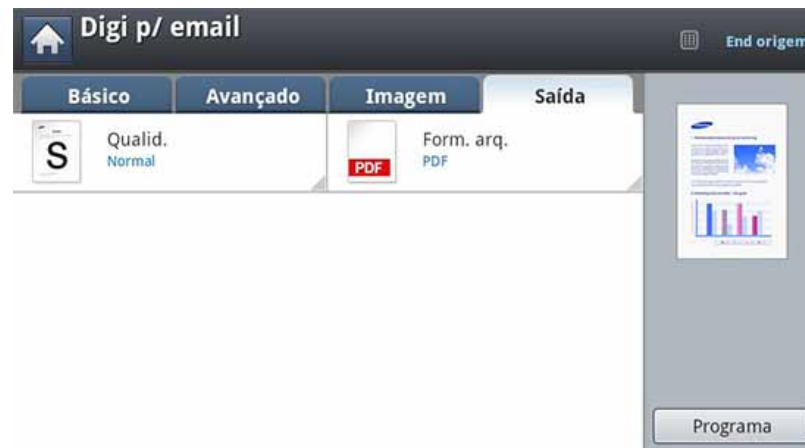 Digi p/ email
End origem
Básico
Avançado
Imagem
Saída
S
Qualid.
Normal
PDF
Form. arq.
PDF
Programa